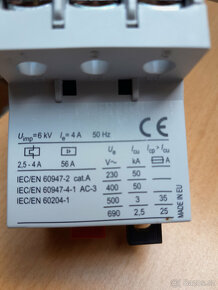 Uimp=6 kV Ie=4 A 50 Hz
CE
Ue Icu Icp>Icu
2,5 - 4 A 56 A V~ kA A
IEC/EN 60947-2 cat.A 230 50
IEC/EN 60947-4-1 AC-3 400 50
IEC/EN 60204-1 500 3 35
690 2,5 25
MADE IN EU